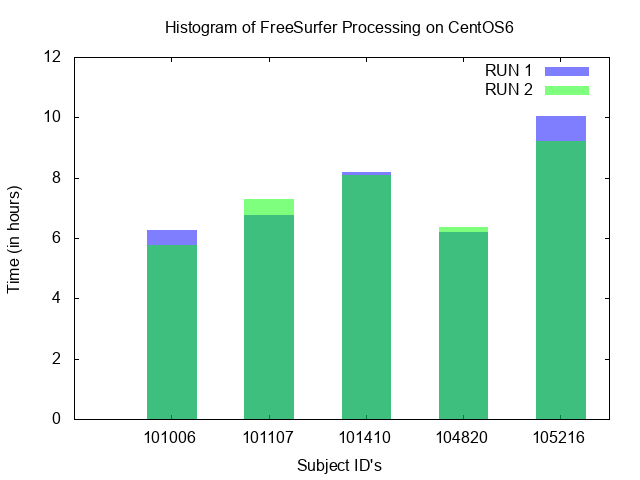 Histogram of FreeSurfer Processing on CentOS6
12
RUN 1
RUN 2
10
8
6
4
2
0
Time (in hours)
101006 101107 101410 104820 105216
Subject ID's